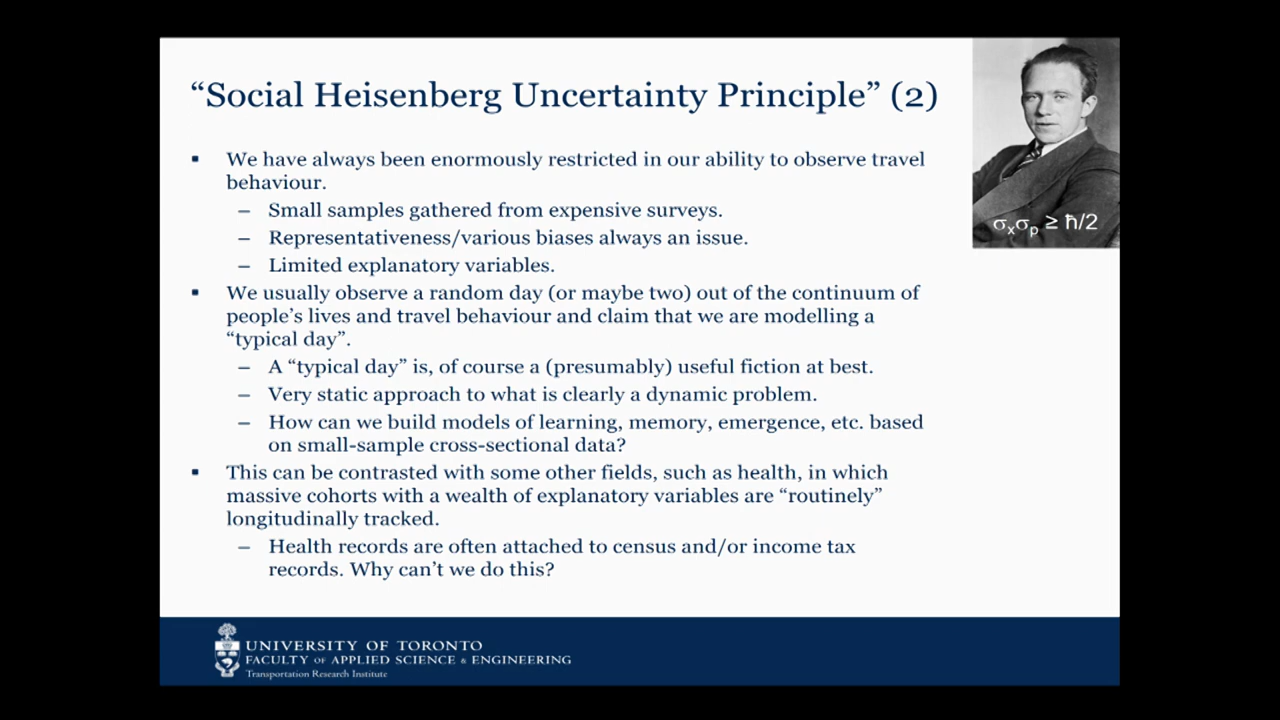 “Social Heisenberg Uncertainty Principle” (2)
▪ We have always been enormously restricted in our ability to observe travel
behaviour.
– Small samples gathered from expensive surveys.
– Representativeness/various biases always an issue.
– Limited explanatory variables.
▪ We usually observe a random day (or maybe two) out of the continuum of
people’s lives and travel behaviour and claim that we are modelling a
“typical day”.
– A “typical day” is, of course a (presumably) useful fiction at best.
– Very static approach to what is clearly a dynamic problem.
– How can we build models of learning, memory, emergence, etc. based
on small-sample cross-sectional data?
▪ This can be contrasted with some other fields, such as health, in which
massive cohorts with a wealth of explanatory variables are “routinely”
longitudinally tracked.
– Health records are often attached to census and/or income tax
records. Why can’t we do this?
σₓσₚ ≥ ħ/2
UNIVERSITY OF TORONTO
FACULTY OF APPLIED SCIENCE & ENGINEERING
Transportation Research Institute